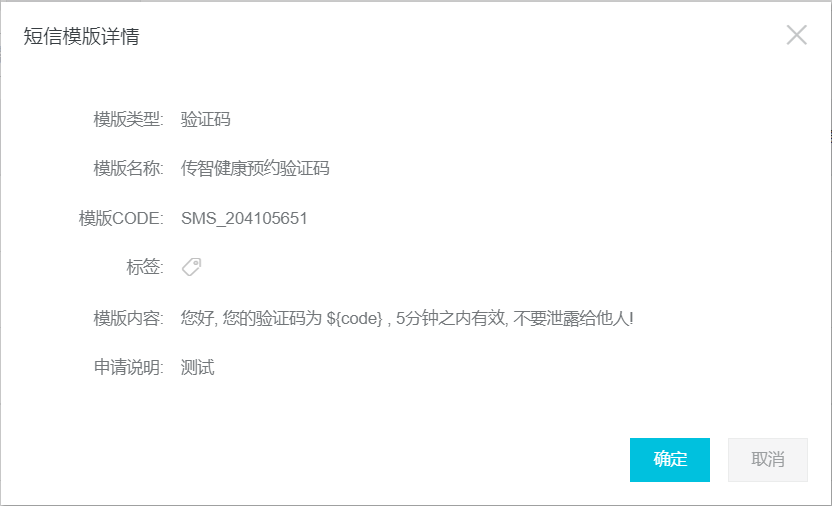 短信模版详情
模版类型: 验证码
模版名称: 传智健康预约验证码
模版CODE: SMS_204105651
标签:
模版内容: 您好, 您的验证码为 ${code} , 5分钟之内有效, 不要泄露给他人!
申请说明: 测试
确定 取消